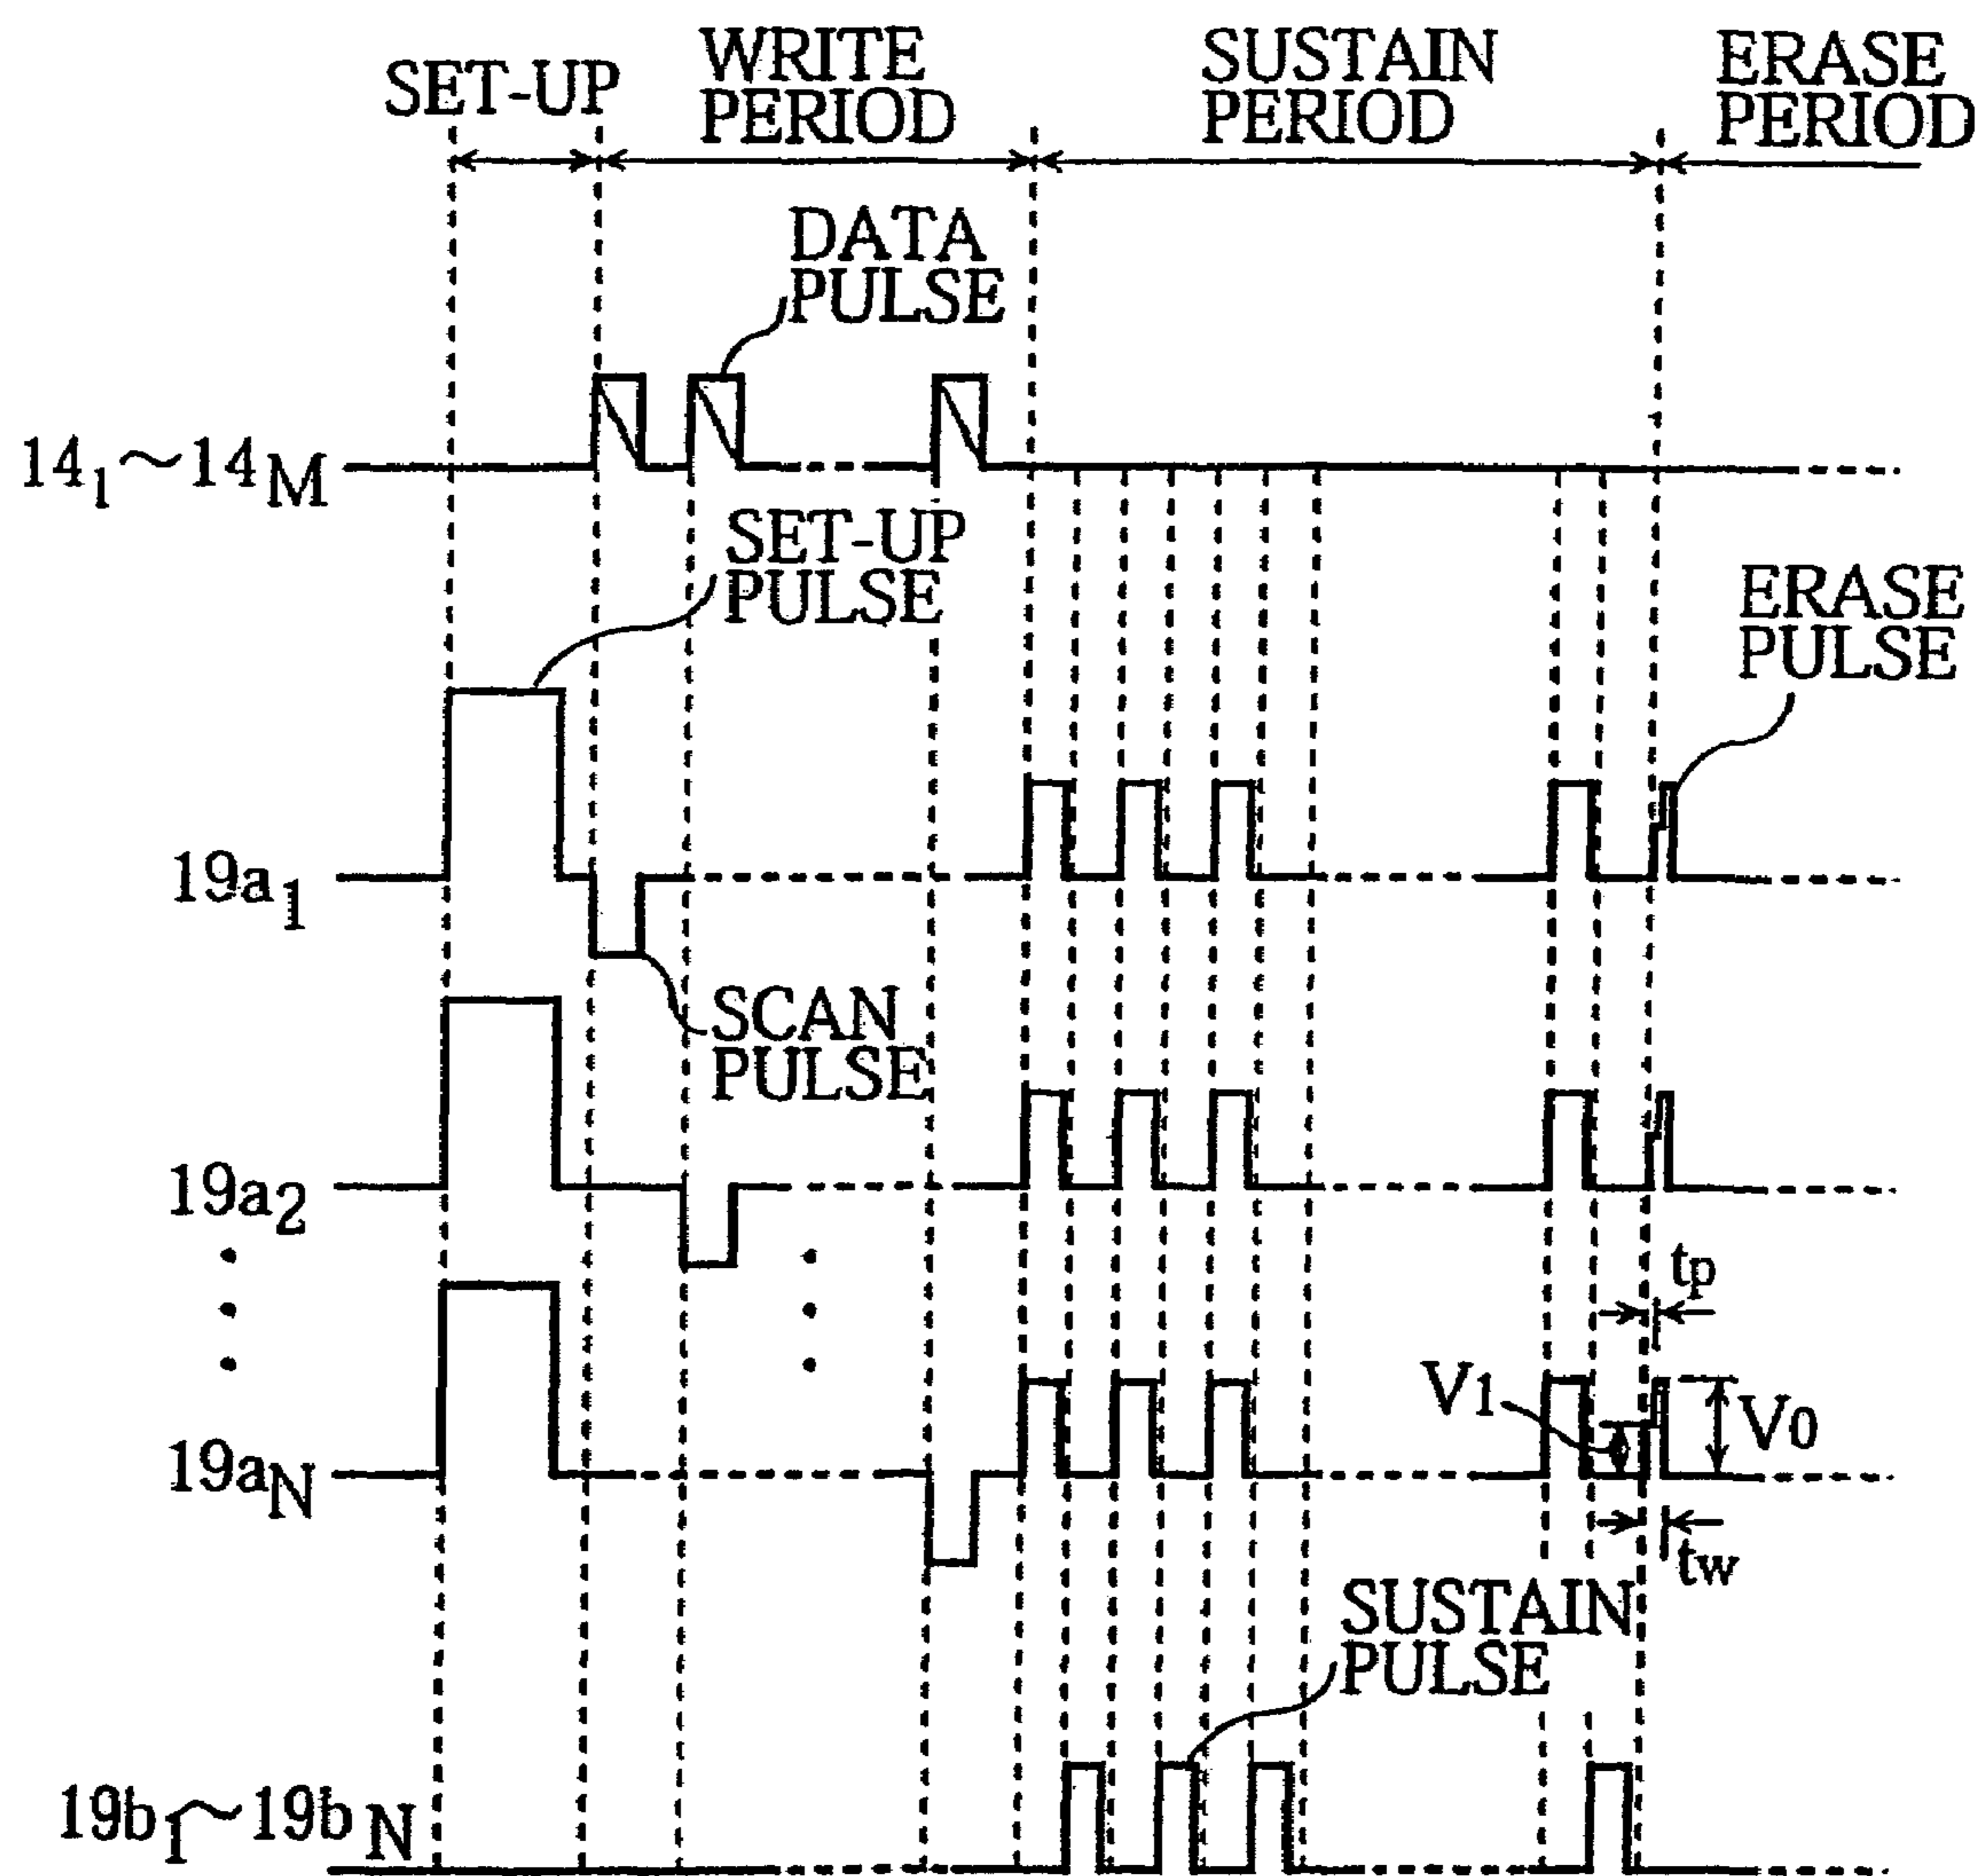 SET-UP
WRITE
PERIOD
SUSTAIN
PERIOD
ERASE
PERIOD
DATA
PULSE
14₁~14M
SET-UP
PULSE
ERASE
PULSE
19a₁
SCAN
PULSE
19a₂
tp
V₁
V₀
19aN
tw
SUSTAIN
PULSE
19b₁~19bN